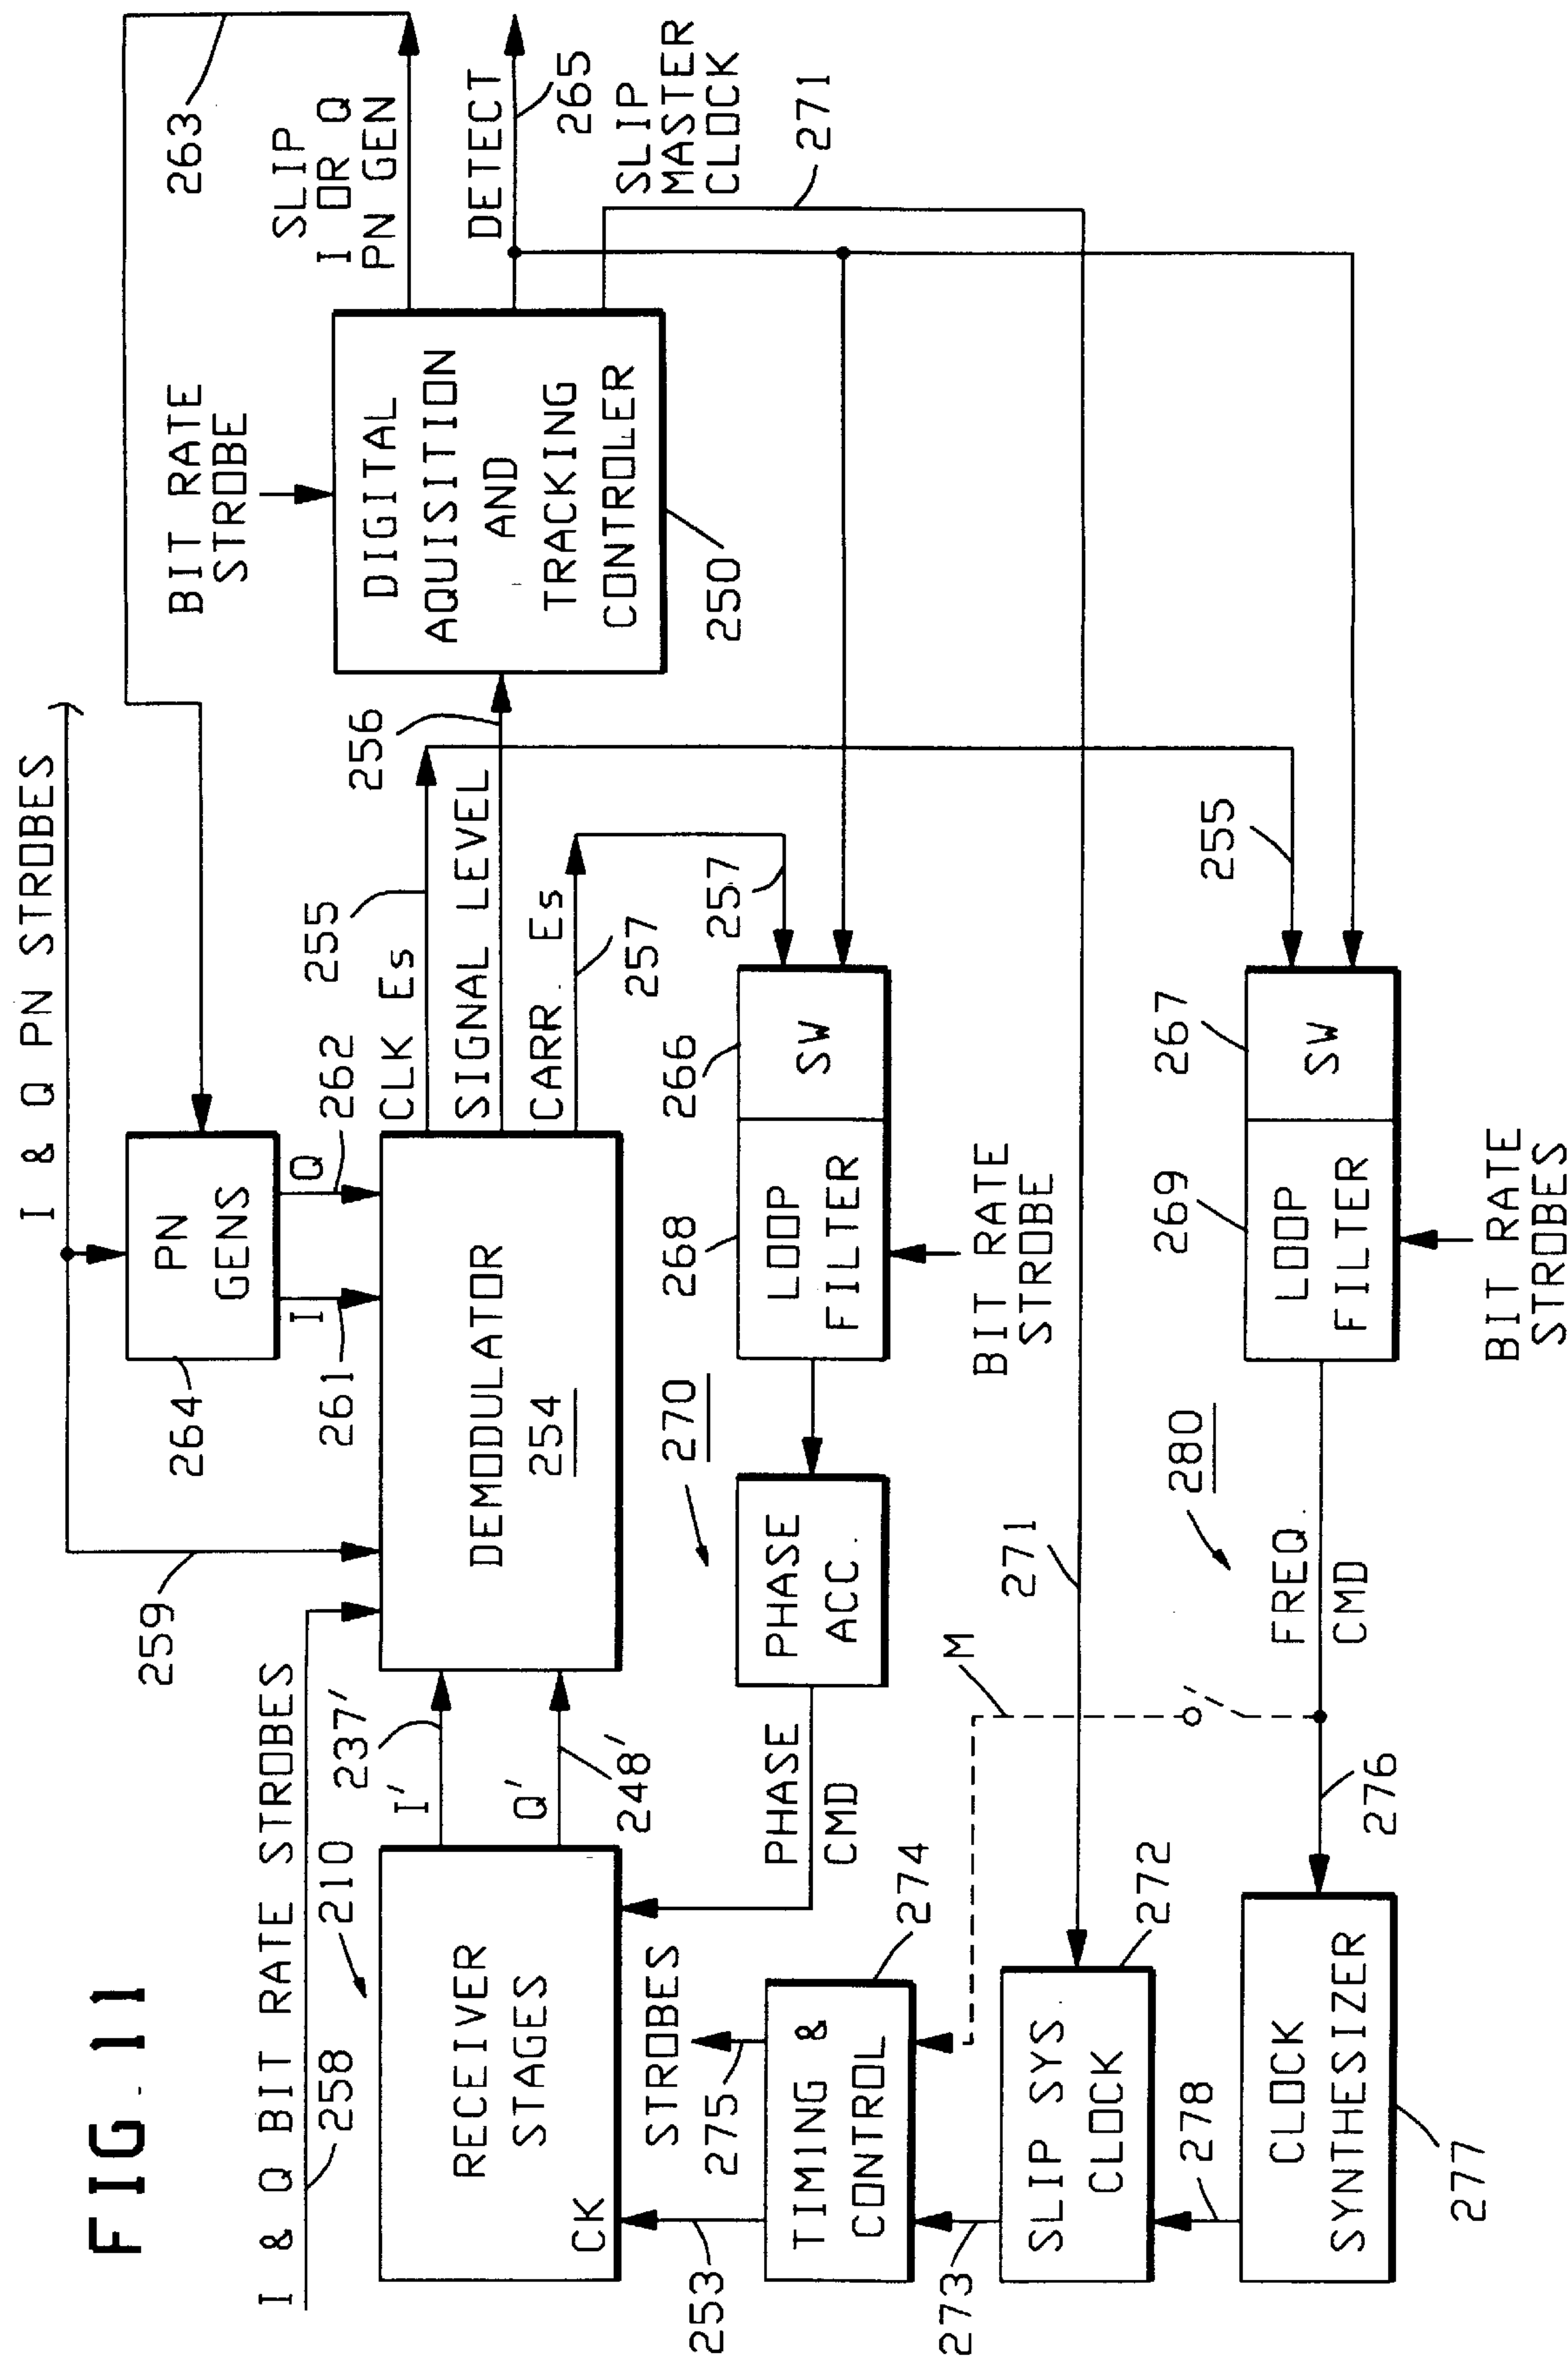 FIG. 11
I & Q BIT RATE STROBES
258
210
RECEIVER
STAGES
CK
I'
237'
Q'
248'
259
I & Q PN STROBES
264
PN
GENS
I
261
Q
262
DEMODULATOR
254
CLK Es
255
SIGNAL LEVEL
256
CARR. Es
257
BIT RATE
STROBE
DIGITAL
AQUISITION
AND
TRACKING
CONTROLLER
250
263
SLIP
I OR Q
PN GEN
DETECT
265
SLIP
MASTER
CLOCK
271
253
STROBES
275
TIMING &
CONTROL
274
PHASE
CMD
PHASE
ACC.
270
268
LOOP
FILTER
266
SW
257
BIT RATE
STROBE
273
SLIP SYS.
CLOCK
272
M
271
278
CLOCK
SYNTHESIZER
277
276
FREQ.
CMD
280
269
LOOP
FILTER
267
SW
255
BIT RATE
STROBES